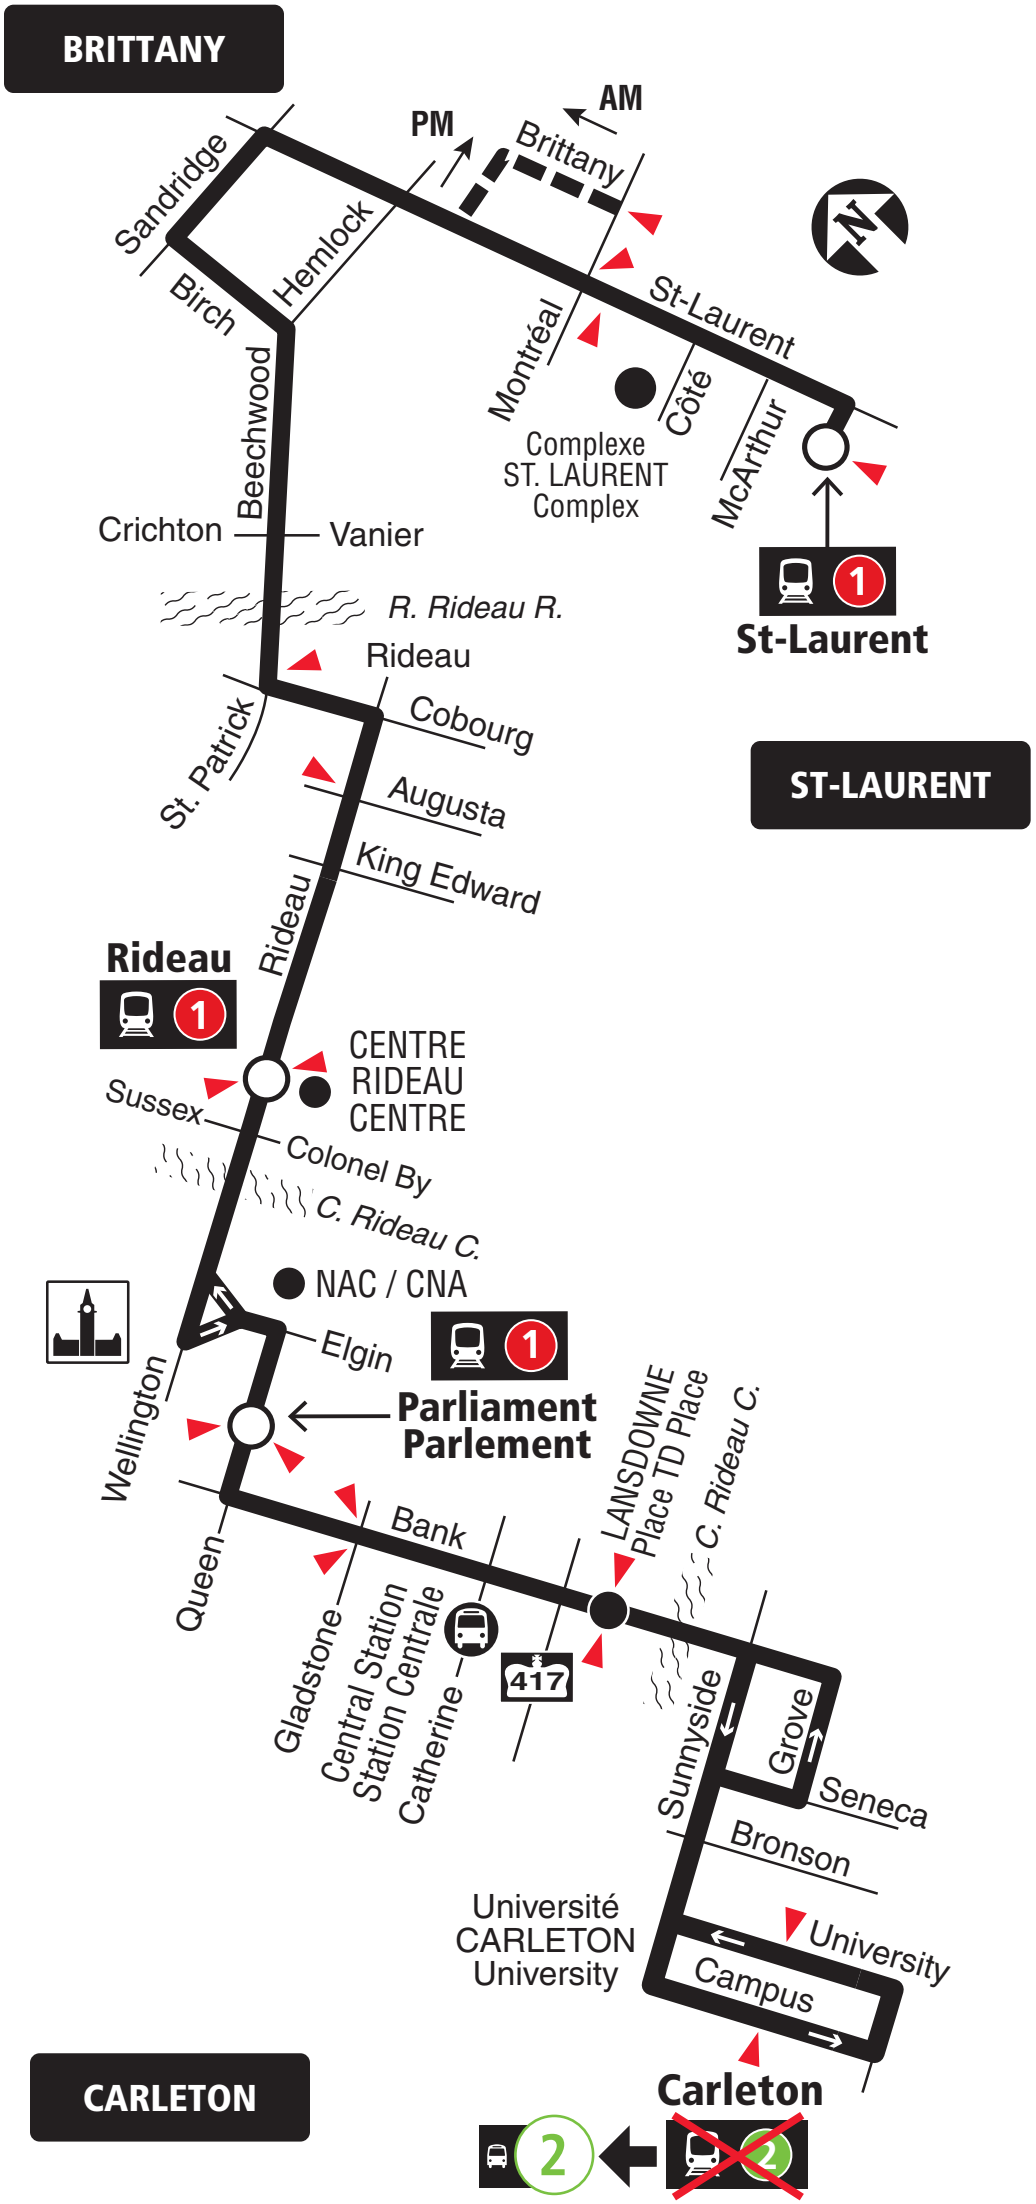 BRITTANY
AM
PM
Brittany
Sandridge
Hemlock
Birch
N
St-Laurent
Montréal
Côté
McArthur
Beechwood
Complexe
ST. LAURENT
Complex
Crichton
Vanier
1
St-Laurent
R. Rideau R.
Rideau
Cobourg
St. Patrick
ST-LAURENT
Augusta
King Edward
Rideau
Rideau
1
CENTRE
RIDEAU
CENTRE
Sussex
Colonel By
C. Rideau C.
NAC / CNA
Elgin
1
Parliament
Parlement
Wellington
LANSDOWNE
Place TD Place
C. Rideau C.
Bank
Queen
Gladstone
Central Station
Station Centrale
Catherine
417
Sunnyside
Grove
Seneca
Bronson
Université
CARLETON
University
University
Campus
CARLETON
Carleton
2
2